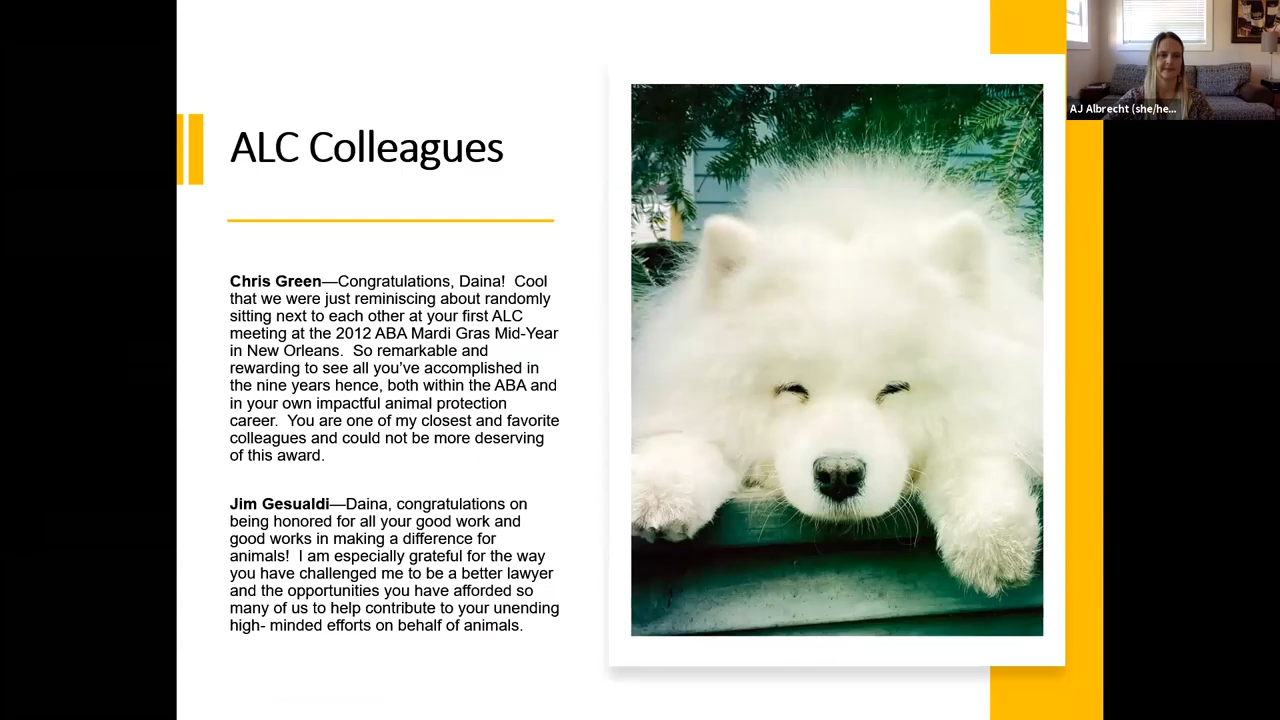 AJ Albrecht (she/he...
ALC Colleagues
Chris Green—Congratulations, Daina!  Cool
that we were just reminiscing about randomly
sitting next to each other at your first ALC
meeting at the 2012 ABA Mardi Gras Mid-Year
in New Orleans.  So remarkable and
rewarding to see all you’ve accomplished in
the nine years hence, both within the ABA and
in your own impactful animal protection
career.  You are one of my closest and favorite
colleagues and could not be more deserving
of this award.
Jim Gesualdi—Daina, congratulations on
being honored for all your good work and
good works in making a difference for
animals!  I am especially grateful for the way
you have challenged me to be a better lawyer
and the opportunities you have afforded so
many of us to help contribute to your unending
high- minded efforts on behalf of animals.